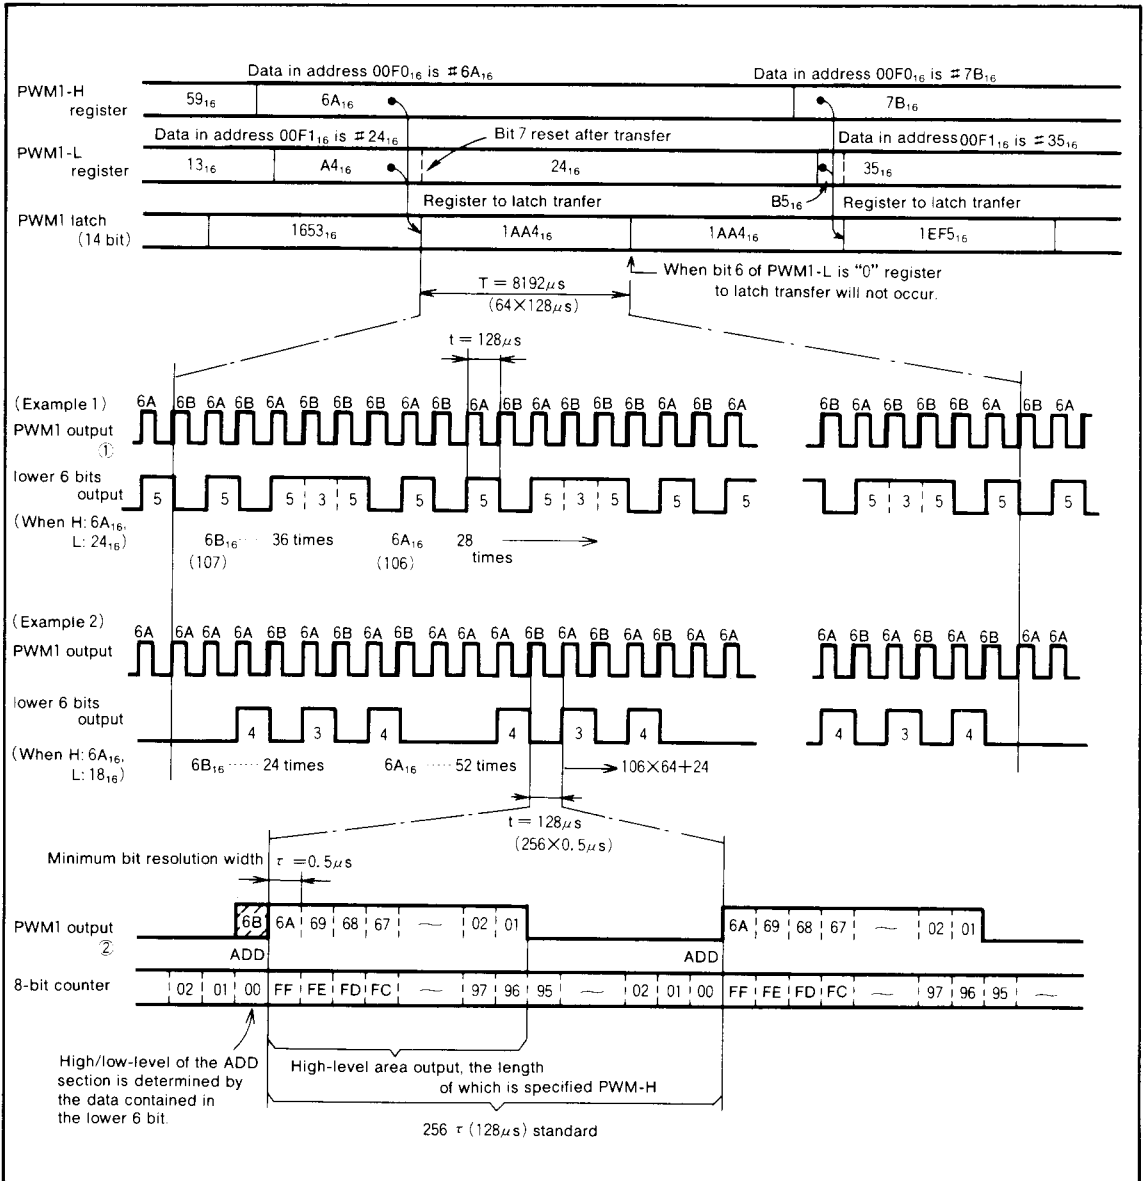 Data in address 00F0₁₆ is #6A₁₆ Data in address 00F0₁₆ is #7B₁₆
PWM1-H register 59₁₆ 6A₁₆ 7B₁₆
Data in address 00F1₁₆ is #24₁₆ Bit 7 reset after transfer Data in address 00F1₁₆ is #35₁₆
PWM1-L register 13₁₆ A4₁₆ 24₁₆ 35₁₆
Register to latch tranfer B5₁₆ Register to latch tranfer
PWM1 latch (14 bit) 1653₁₆ 1AA4₁₆ 1AA4₁₆ 1EF5₁₆
When bit 6 of PWM1-L is "0" register
to latch transfer will not occur.
T = 8192μs
(64×128μs)
t = 128μs
(Example 1)
6A 6B 6A 6B 6B 6B 6B 6A 6B 6B 6A 6B 6A 6B 6B 6B 6B 6A 6B 6A 6B 6B 6B 6B 6A 6B 6A
PWM1 output
①
lower 6 bits
output
5 5 5 3 5 5 5 5 3 5 5 5 5 3 5 5
(When H: 6A₁₆,
L: 24₁₆)
6B₁₆ ···· 36 times 6A₁₆ 28 times
(107) (106)
(Example 2)
6A 6A 6A 6A 6B 6A 6B 6A 6B 6A 6A 6A 6B 6A 6B 6A 6B 6A 6A 6A 6B 6A 6B 6A 6B 6A 6A
PWM1 output
lower 6 bits
output
4 3 4 4 3 4 4 3 4
(When H: 6A₁₆,
L: 18₁₆)
6B₁₆ ······ 24 times 6A₁₆ ····· 52 times 106×64+24
t = 128μs
(256×0.5μs)
Minimum bit resolution width τ = 0.5μs
PWM1 output
②
6B 6A 69 68 67 ~ 02 01 6A 69 68 67 ~ 02 01
ADD ADD
8-bit counter 02 01 00 FF FE FD FC ~ 97 96 95 ~ 02 01 00 FF FE FD FC ~ 97 96 95 ~
High/low-level of the ADD
section is determined by
the data contained in
the lower 6 bit.
High-level area output, the length
of which is specified PWM-H
256 τ (128μs) standard